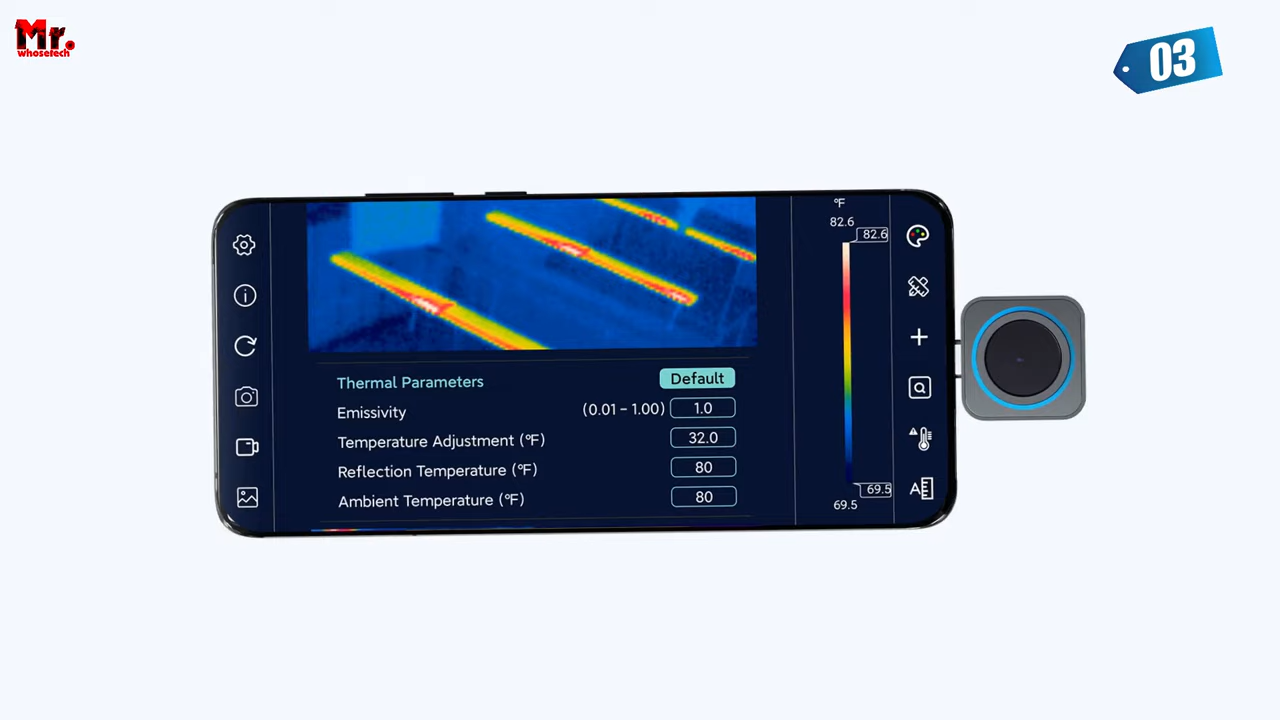 Mr.
whosetech
03
°F
82.6
82.6
Thermal Parameters
Default
Emissivity
(0.01 – 1.00)
1.0
Temperature Adjustment (°F)
32.0
Reflection Temperature (°F)
80
Ambient Temperature (°F)
80
69.5
69.5
A